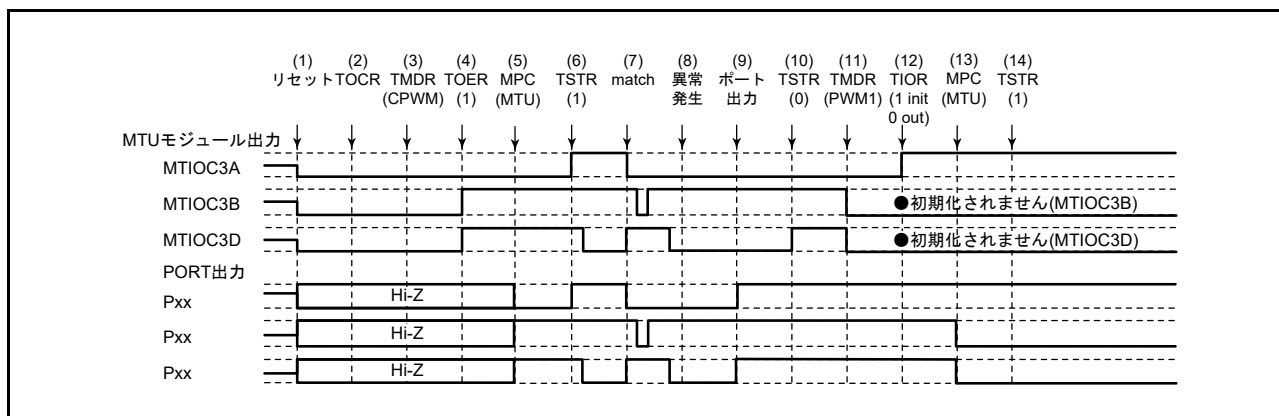 (1) (2) (3) (4) (5) (6) (7) (8) (9) (10) (11) (12) (13) (14)
リセット TOCR TMDR TOER MPC TSTR match 異常 ポート TSTR TMDR TIOR MPC TSTR
(CPWM) (1) (MTU) (1) 発生 出力 (0) (PWM1) (1 init (MTU) (1)
0 out)
MTUモジュール出力
MTIOC3A
MTIOC3B ●初期化されません(MTIOC3B)
MTIOC3D ●初期化されません(MTIOC3D)
PORT出力
Pxx Hi-Z
Pxx Hi-Z
Pxx Hi-Z